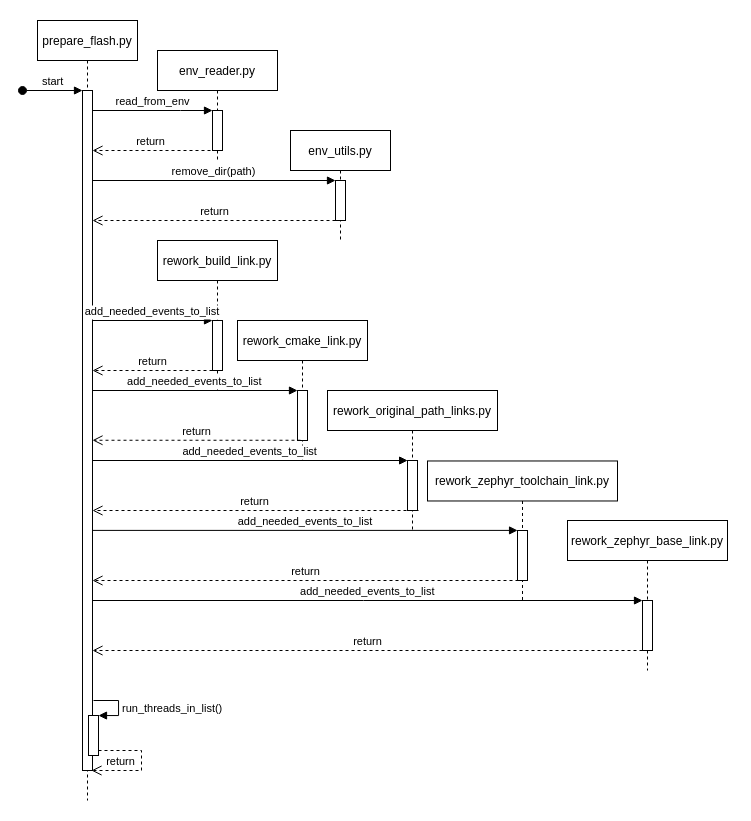 prepare_flash.py
env_reader.py
start
read_from_env
return
env_utils.py
remove_dir(path)
return
rework_build_link.py
add_needed_events_to_list
rework_cmake_link.py
return
add_needed_events_to_list
rework_original_path_links.py
return
add_needed_events_to_list
rework_zephyr_toolchain_link.py
return
add_needed_events_to_list
rework_zephyr_base_link.py
return
add_needed_events_to_list
return
run_threads_in_list()
return